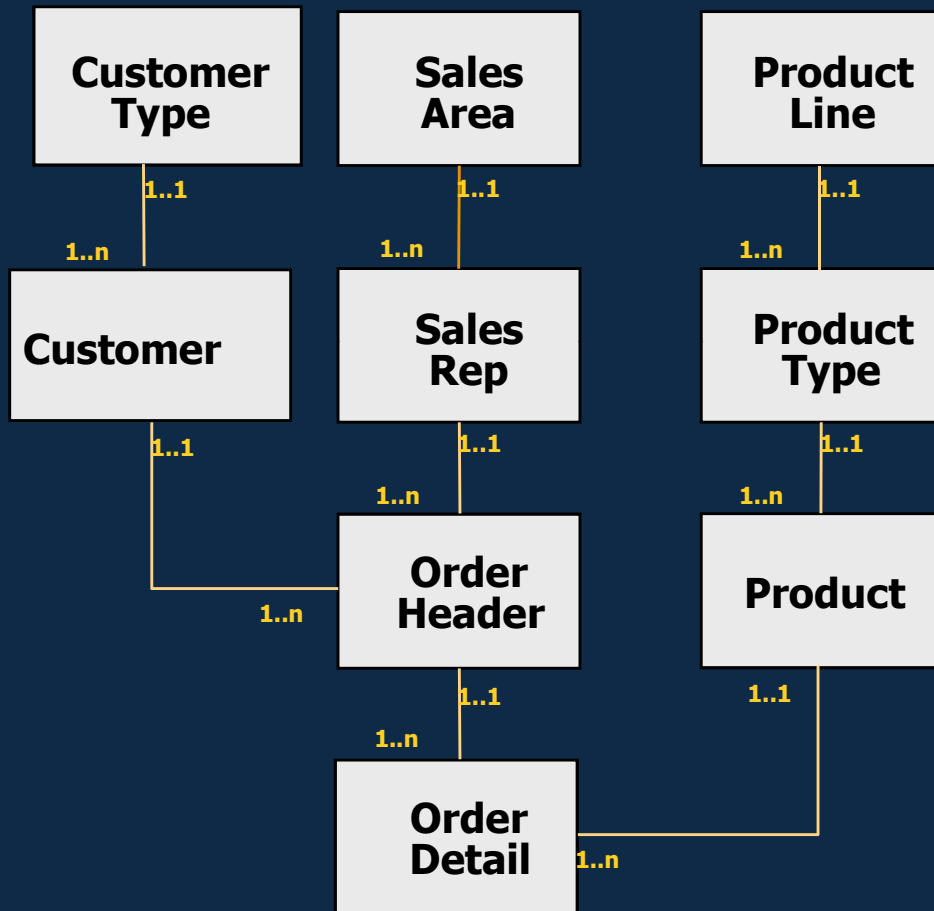 Customer
Type
Sales
Area
Product
Line
1..1
1..1
1..1
1..n
1..n
1..n
Customer
Sales
Rep
Product
Type
1..1
1..1
1..1
1..n
1..n
Order
Header
Product
1..n
1..1
1..1
1..n
Order
Detail
1..n